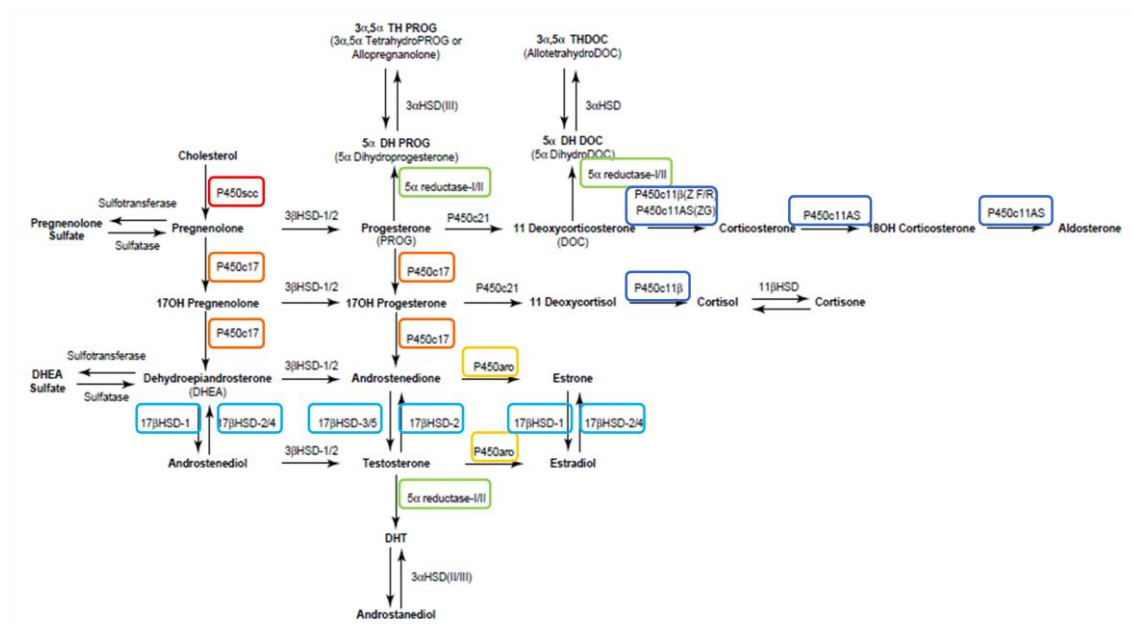 3α,5α TH PROG
(3α,5α TetrahydroPROG or
Allopregnanolone)
3α,5α THDOC
(AllotetrahydroDOC)
3αHSD(III)
3αHSD
5α DH PROG
(5α Dihydroprogesterone)
5α DH DOC
(5α DihydroDOC)
Cholesterol
P450scc
5α reductase-I/II
5α reductase-I/II
P450c11β(Z F/R)
P450c11AS(ZG)
P450c11AS
P450c11AS
Sulfotransferase
Pregnenolone
Sulfate
Sulfatase
Pregnenolone
3βHSD-1/2
Progesterone
(PROG)
P450c21
11 Deoxycorticosterone
(DOC)
Corticosterone
18OH Corticosterone
Aldosterone
P450c17
P450c17
17OH Pregnenolone
3βHSD-1/2
17OH Progesterone
P450c21
11 Deoxycortisol
P450c11β
Cortisol
11βHSD
Cortisone
P450c17
P450c17
Sulfotransferase
DHEA
Sulfate
Sulfatase
Dehydroepiandrosterone
(DHEA)
3βHSD-1/2
Androstenedione
P450aro
Estrone
17βHSD-1
17βHSD-2/4
17βHSD-3/5
17βHSD-2
17βHSD-1
17βHSD-2/4
Androstenediol
3βHSD-1/2
Testosterone
P450aro
Estradiol
5α reductase-I/II
DHT
3αHSD(II/III)
Androstanediol